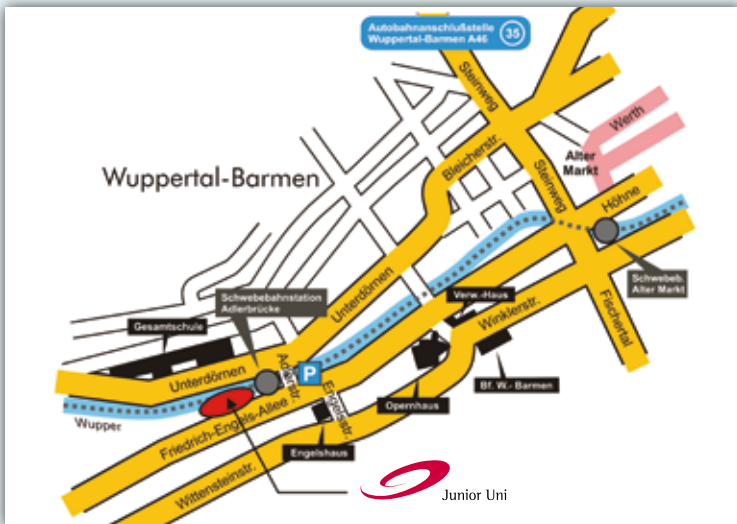 Autobahnanschlußstelle
Wuppertal-Barmen A46
35
Steinweg
Werth
Bleicherstr.
Alter
Markt
Wuppertal-Barmen
Steinweg
Höhne
Schwebebahnstation
Adlerbrücke
Unterdörnen
Verw.-Haus
Schwebeb.
Alter Markt
Gesamtschule
Winklerstr.
Fischertal
Unterdörnen
Adlerstr.
P
Engelsstr.
Bf. W.- Barmen
Opernhaus
Wupper
Friedrich-Engels-Allee
Engelshaus
Wittensteinstr.
Junior Uni